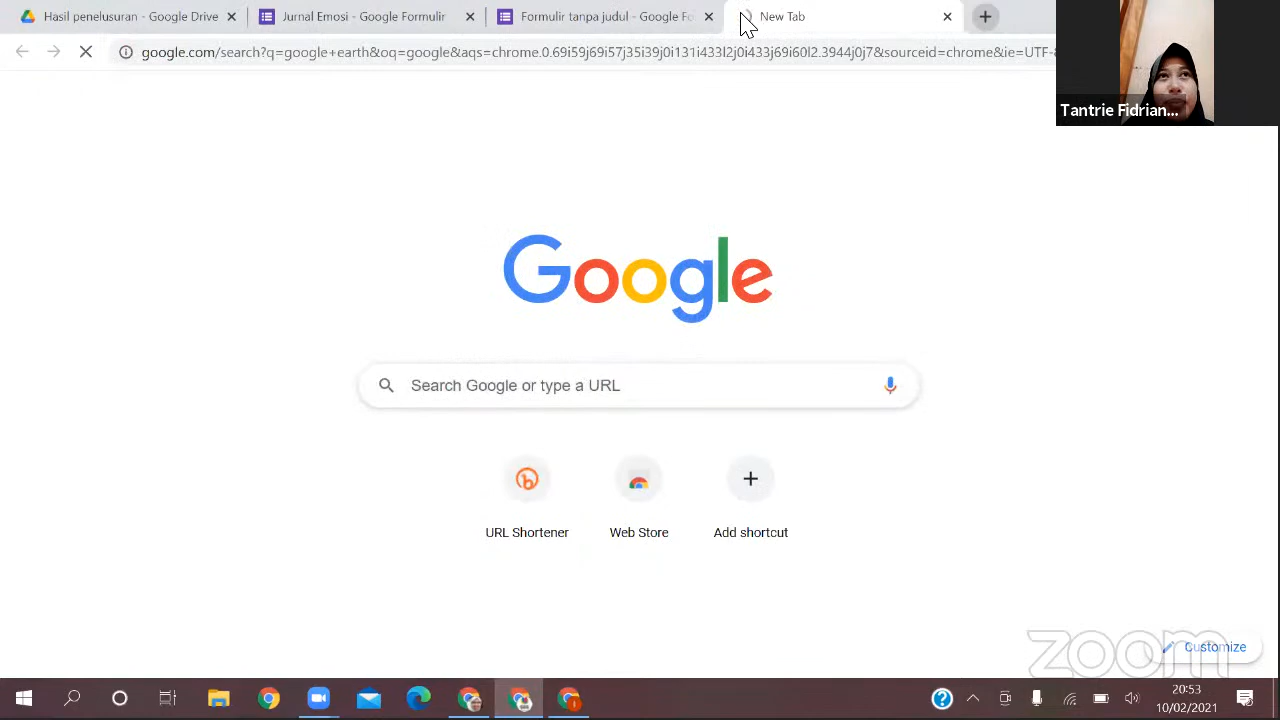 Hasil penelusuran - Google Drive
Jurnal Emosi - Google Formulir
Formulir tanpa judul - Google Fo
New Tab
google.com/search?q=google+earth&oq=google&aqs=chrome.0.69i59j69i57j35i39j0i131i433l2j0i433j69i60l2.3944j0j7&sourceid=chrome&ie=UTF-8
Tantrie Fidrian...
Google
Search Google or type a URL
URL Shortener
Web Store
Add shortcut
zoom
Customize
20:53
10/02/2021